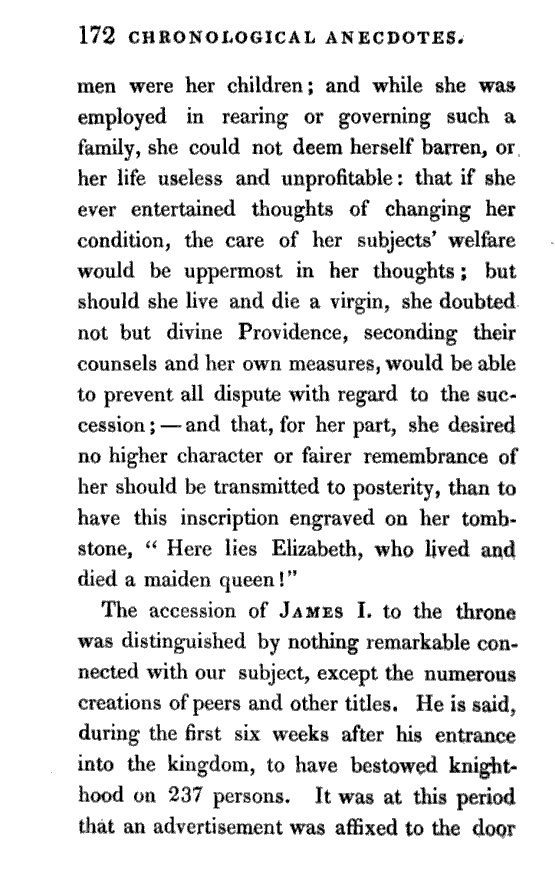 172 CHRONOLOGICAL ANECDOTES.
men were her children; and while she was
employed in rearing or governing such a
family, she could not deem herself barren, or
her life useless and unprofitable: that if she
ever entertained thoughts of changing her
condition, the care of her subjects' welfare
would be uppermost in her thoughts; but
should she live and die a virgin, she doubted
not but divine Providence, seconding their
counsels and her own measures, would be able
to prevent all dispute with regard to the suc-
cession;—and that, for her part, she desired
no higher character or fairer remembrance of
her should be transmitted to posterity, than to
have this inscription engraved on her tomb-
stone, “ Here lies Elizabeth, who lived and
died a maiden queen!”
The accession of JAMES I. to the throne
was distinguished by nothing remarkable con-
nected with our subject, except the numerous
creations of peers and other titles. He is said,
during the first six weeks after his entrance
into the kingdom, to have bestowed knight-
hood on 237 persons. It was at this period
that an advertisement was affixed to the door